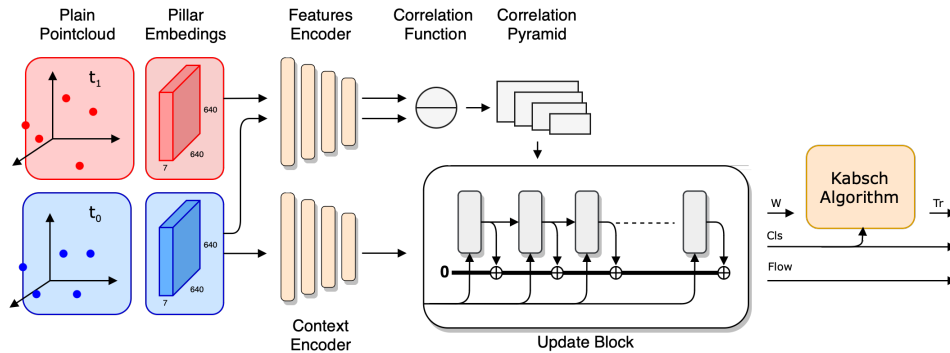 Plain
Pointcloud
Pillar
Embeddings
Features
Encoder
Correlation
Function
Correlation
Pyramid
t1
640
640
7
t0
640
640
7
Context
Encoder
0
Update Block
W
Cls
Flow
Kabsch
Algorithm
Tr